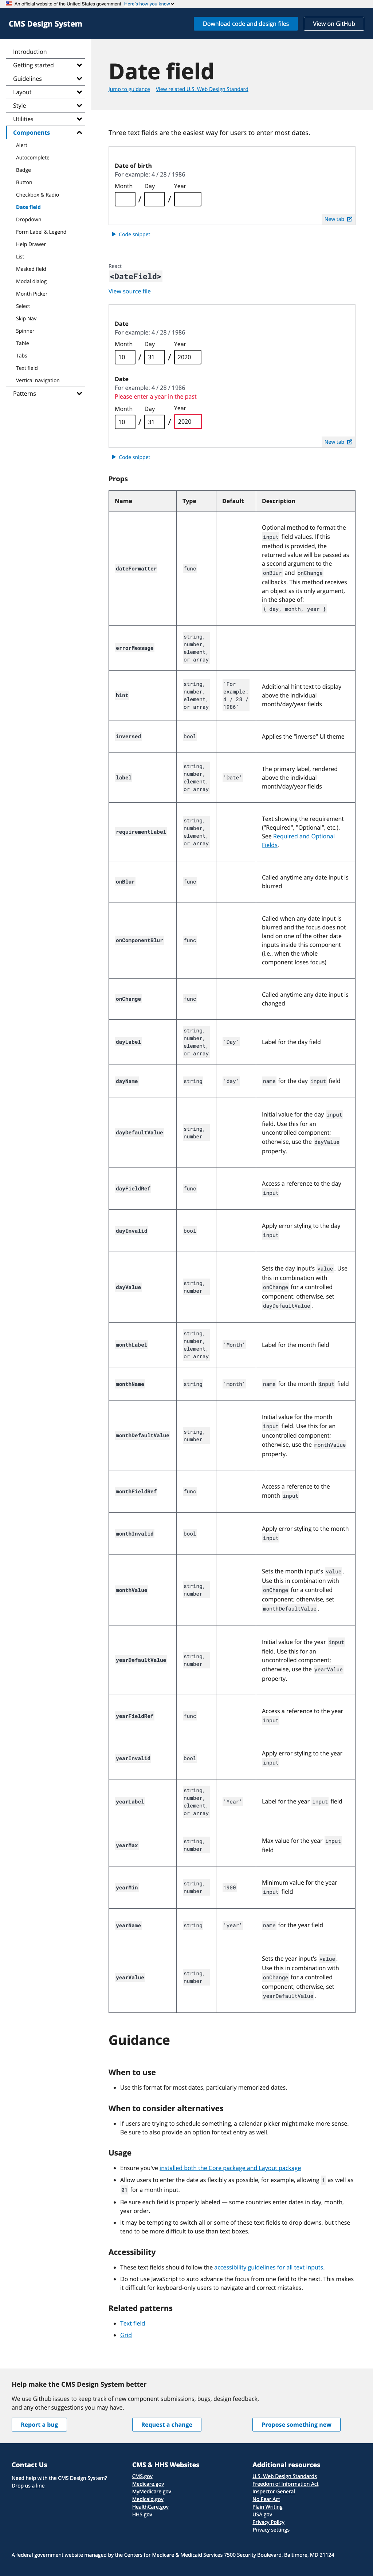 An official website of the United States government Here's how you know
CMS Design System
Download code and design files
View on GitHub
Introduction
Getting started
Guidelines
Layout
Style
Utilities
Components
Alert
Autocomplete
Badge
Button
Checkbox & Radio
Date field
Dropdown
Form Label & Legend
Help Drawer
List
Masked field
Modal dialog
Month Picker
Select
Skip Nav
Spinner
Table
Tabs
Text field
Vertical navigation
Patterns
Date field
Jump to guidance View related U.S. Web Design Standard
Three text fields are the easiest way for users to enter most dates.
Date of birth
For example: 4 / 28 / 1986
Month Day Year
/ /
New tab
Code snippet
React
<DateField>
View source file
Date
For example: 4 / 28 / 1986
Month Day Year
10 / 31 / 2020
Date
For example: 4 / 28 / 1986
Please enter a year in the past
Month Day Year
10 / 31 / 2020
New tab
Code snippet
Props
Name Type Default Description
dateFormatter func Optional method to format the
input field values. If this
method is provided, the
returned value will be passed as
a second argument to the
onBlur and onChange
callbacks. This method receives
an object as its only argument,
in the shape of:
{ day, month, year }
errorMessage string,
number,
element,
or array
hint string,
number,
element,
or array
'For
example:
4 / 28 /
1986'
Additional hint text to display
above the individual
month/day/year fields
inversed bool Applies the "inverse" UI theme
label string,
number,
element,
or array
'Date'
The primary label, rendered
above the individual
month/day/year fields
requirementLabel string,
number,
element,
or array
Text showing the requirement
("Required", "Optional", etc.).
See Required and Optional
Fields.
onBlur func Called anytime any date input is
blurred
onComponentBlur func Called when any date input is
blurred and the focus does not
land on one of the other date
inputs inside this component
(i.e., when the whole
component loses focus)
onChange func Called anytime any date input is
changed
dayLabel string,
number,
element,
or array
'Day' Label for the day field
dayName string 'day' name for the day input field
dayDefaultValue string,
number
Initial value for the day input
field. Use this for an
uncontrolled component;
otherwise, use the dayValue
property.
dayFieldRef func Access a reference to the day
input
dayInvalid bool Apply error styling to the day
input
dayValue string,
number
Sets the day input's value. Use
this in combination with
onChange for a controlled
component; otherwise, set
dayDefaultValue.
monthLabel string,
number,
element,
or array
'Month' Label for the month field
monthName string 'month' name for the month input field
monthDefaultValue string,
number
Initial value for the month
input field. Use this for an
uncontrolled component;
otherwise, use the monthValue
property.
monthFieldRef func Access a reference to the
month input
monthInvalid bool Apply error styling to the month
input
monthValue string,
number
Sets the month input's value.
Use this in combination with
onChange for a controlled
component; otherwise, set
monthDefaultValue.
yearDefaultValue string,
number
Initial value for the year input
field. Use this for an
uncontrolled component;
otherwise, use the yearValue
property.
yearFieldRef func Access a reference to the year
input
yearInvalid bool Apply error styling to the year
input
yearLabel string,
number,
element,
or array
'Year' Label for the year input field
yearMax string,
number
Max value for the year input
field
yearMin string,
number
1900 Minimum value for the year
input field
yearName string 'year' name for the year field
yearValue string,
number
Sets the year input's value.
Use this in combination with
onChange for a controlled
component; otherwise, set
yearDefaultValue.
Guidance
When to use
Use this format for most dates, particularly memorized dates.
When to consider alternatives
If users are trying to schedule something, a calendar picker might make more sense.
Be sure to also provide an option for text entry as well.
Usage
Ensure you've installed both the Core package and Layout package
Allow users to enter the date as flexibly as possible, for example, allowing 1 as well as
01 for a month input.
Be sure each field is properly labeled — some countries enter dates in day, month,
year order.
It may be tempting to switch all or some of these text fields to drop downs, but these
tend to be more difficult to use than text boxes.
Accessibility
These text fields should follow the accessibility guidelines for all text inputs.
Do not use JavaScript to auto advance the focus from one field to the next. This makes
it difficult for keyboard-only users to navigate and correct mistakes.
Related patterns
Text field
Grid
Help make the CMS Design System better
We use Github issues to keep track of new component submissions, bugs, design feedback,
and any other suggestions you may have.
Report a bug
Request a change
Propose something new
Contact Us
Need help with the CMS Design System?
Drop us a line
CMS & HHS Websites
CMS.gov
Medicare.gov
MyMedicare.gov
Medicaid.gov
HealthCare.gov
HHS.gov
Additional resources
U.S. Web Design Standards
Freedom of Information Act
Inspector General
No Fear Act
Plain Writing
USA.gov
Privacy Policy
Privacy settings
A federal government website managed by the Centers for Medicare & Medicaid Services 7500 Security Boulevard, Baltimore, MD 21124